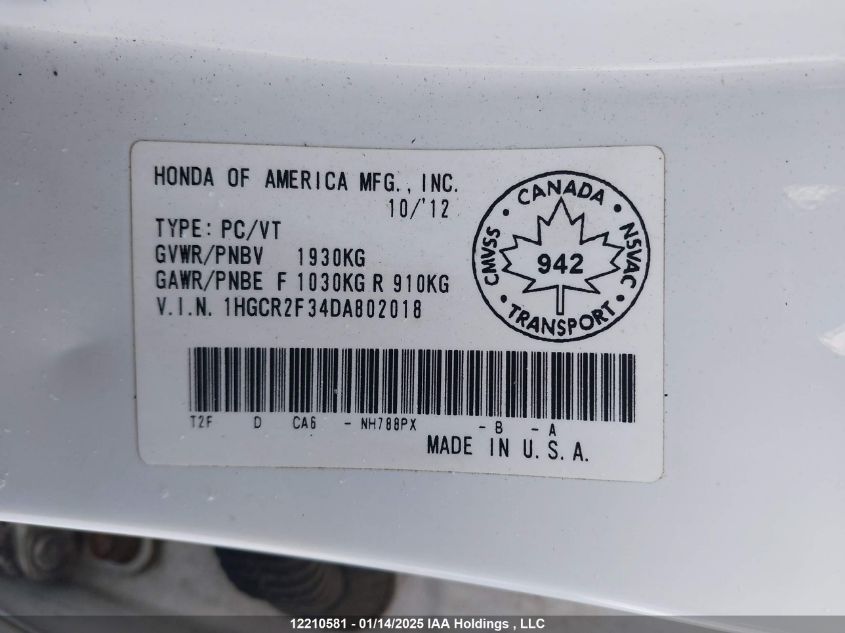 HONDA OF AMERICA MFG., INC.
10/'12
TYPE: PC/VT
GVWR/PNBV 1930KG
GAWR/PNBE F 1030KG R 910KG
V.I.N. 1HGCR2F34DA802018
CANADA
CMVSS
942
NSVAC
TRANSPORT
T2F D CA6 - NH788PX - B - A
MADE IN U.S.A.
12210581 - 01/14/2025 IAA Holdings , LLC